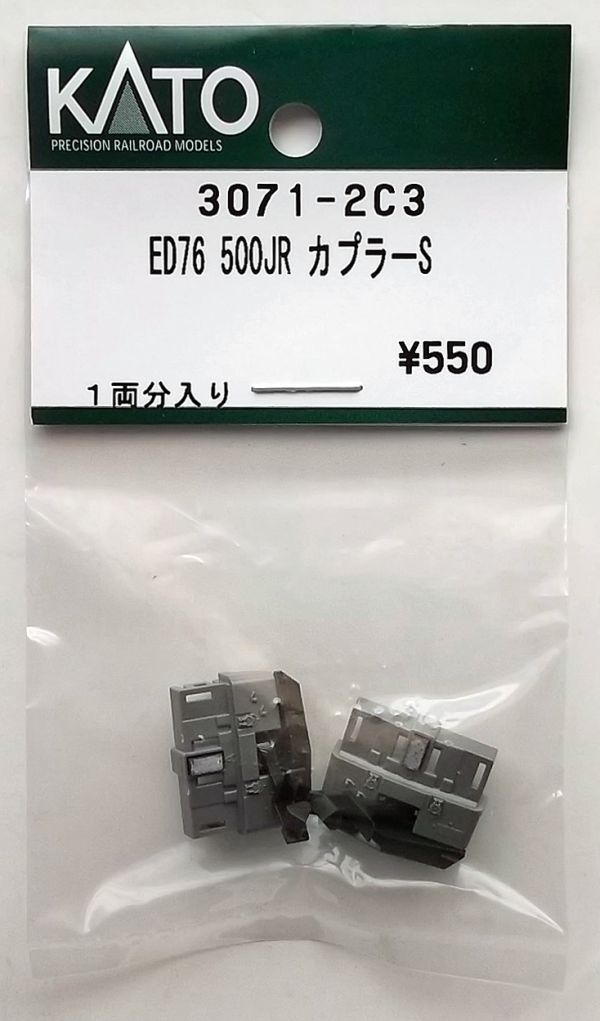 KATO
PRECISION RAILROAD MODELS
3071-2C3
ED76 500JR カプラーS
¥550
1両分入り